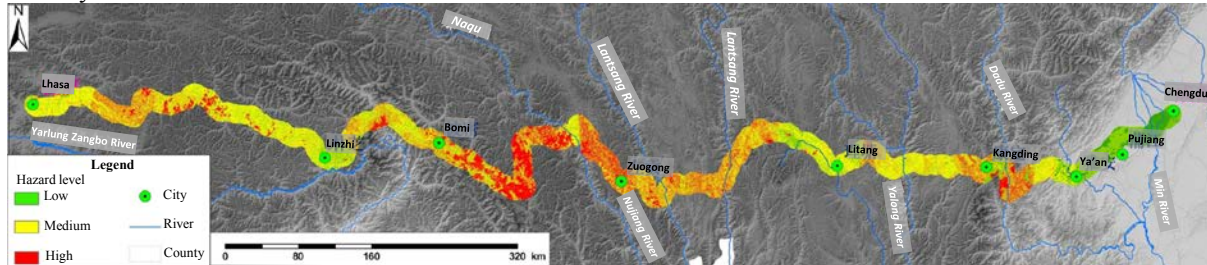 N
Naqu
Lantsang River
Lantsang River
Dadu River
Chengdu
Lhasa
Pujiang
Yarlung Zangbo River
Linzhi
Bomi
Zuogong
Litang
Kangding
Ya'an
Nujiang River
Yalong River
Min River
Legend
Hazard level
Low
City
Medium
River
High
County
0 80 160 320 km